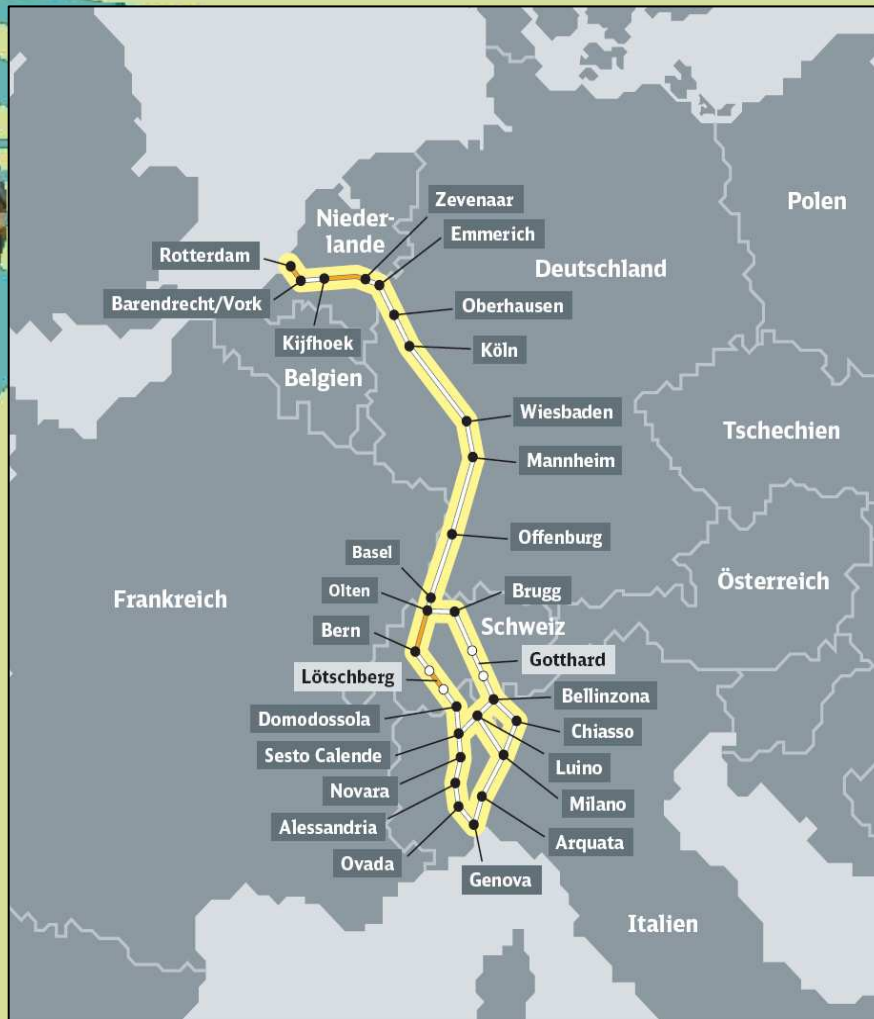 Zevenaar
Nieder-
lande
Polen
Emmerich
Rotterdam
Deutschland
Barendrecht/Vork
Oberhausen
Kijfhoek
Köln
Belgien
Wiesbaden
Tschechien
Mannheim
Offenburg
Basel
Österreich
Olten
Brugg
Frankreich
Schweiz
Bern
Gotthard
Lötschberg
Bellinzona
Domodossola
Chiasso
Sesto Calende
Luino
Novara
Milano
Alessandria
Arquata
Ovada
Genova
Italien